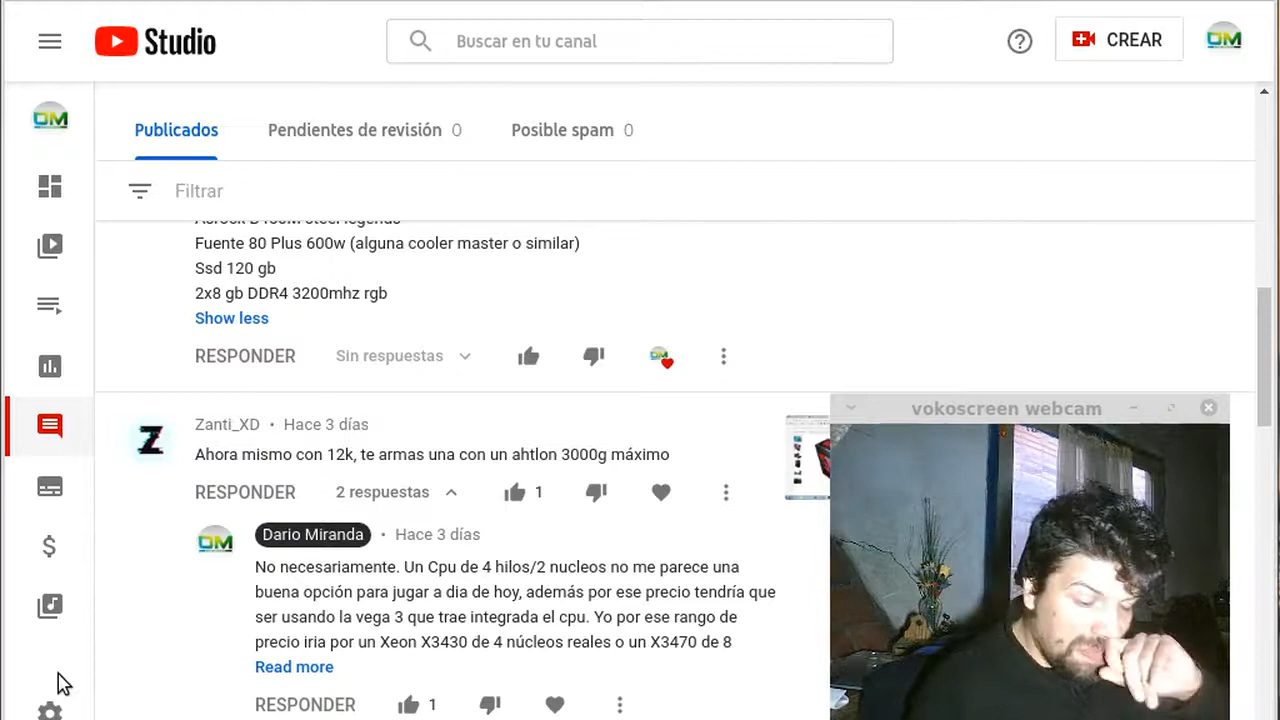 Studio
Buscar en tu canal
CREAR
Publicados
Pendientes de revisión 0
Posible spam 0
Filtrar
Fuente 80 Plus 600w (alguna cooler master o similar)
Ssd 120 gb
2x8 gb DDR4 3200mhz rgb
Show less
RESPONDER
Sin respuestas
vokoscreen webcam
Zanti_XD • Hace 3 días
Ahora mismo con 12k, te armas una con un ahtlon 3000g máximo
RESPONDER
2 respuestas
1
Dario Miranda • Hace 3 días
No necesariamente. Un Cpu de 4 hilos/2 nucleos no me parece una
buena opción para jugar a dia de hoy, además por ese precio tendría que
ser usando la vega 3 que trae integrada el cpu. Yo por ese rango de
precio iria por un Xeon X3430 de 4 núcleos reales o un X3470 de 8
Read more
RESPONDER
1